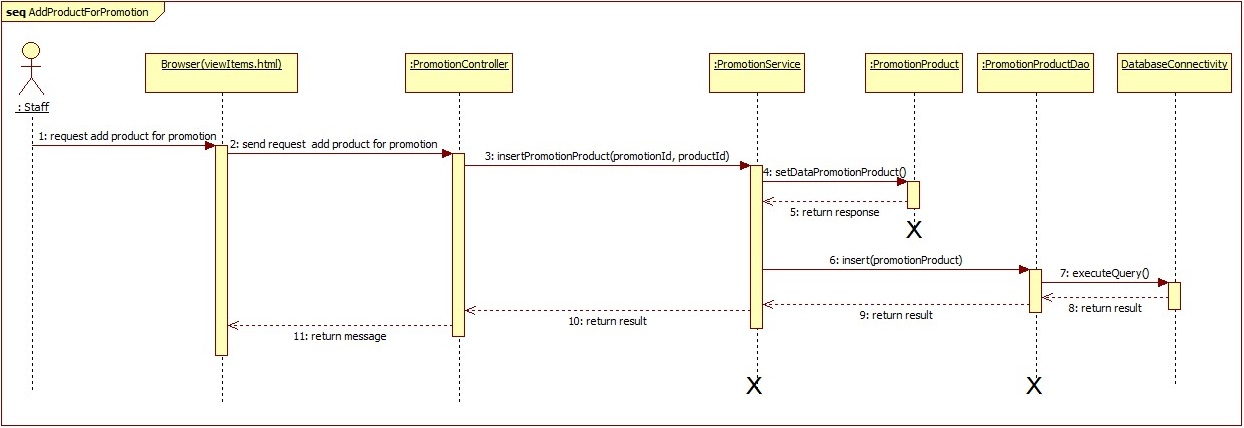 seq AddProductForPromotion
Browser(viewItems.html)
:PromotionController
:PromotionService
:PromotionProduct
:PromotionProductDao
DatabaseConnectivity
: Staff
1: request add product for promotion
2: send request  add product for promotion
3: insertPromotionProduct(promotionId, productId)
4: setDataPromotionProduct()
5: return response
X
6: insert(promotionProduct)
7: executeQuery()
8: return result
9: return result
10: return result
11: return message
X
X